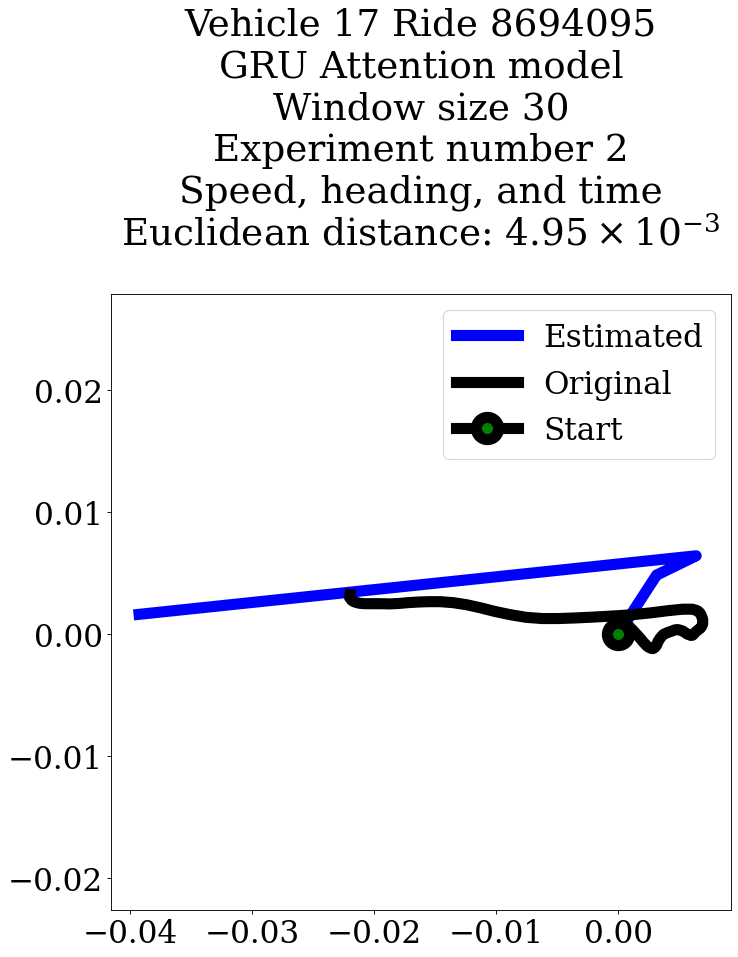 Vehicle 17 Ride 8694095
GRU Attention model
Window size 30
Experiment number 2
Speed, heading, and time
Euclidean distance: 4.95 × 10⁻³
Estimated
Original
Start
0.02
0.01
0.00
−0.01
−0.02
−0.04 −0.03 −0.02 −0.01 0.00